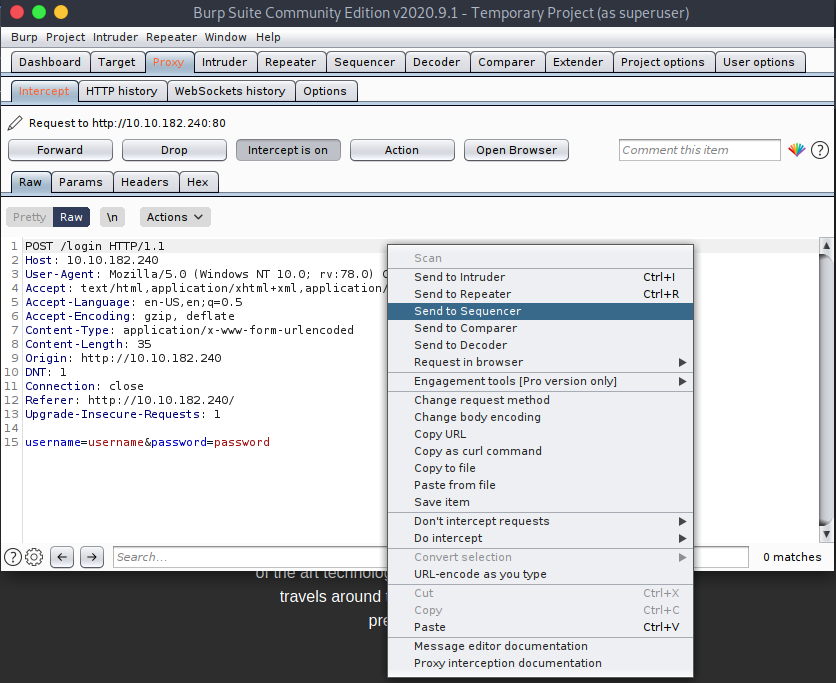 Burp Suite Community Edition v2020.9.1 - Temporary Project (as superuser)
Burp Project Intruder Repeater Window Help
Dashboard Target Proxy Intruder Repeater Sequencer Decoder Comparer Extender Project options User options
Intercept HTTP history WebSockets history Options
Request to http://10.10.182.240:80
Forward Drop Intercept is on Action Open Browser Comment this item ?
Raw Params Headers Hex
Pretty Raw \n Actions
1 POST /login HTTP/1.1
2 Host: 10.10.182.240
3 User-Agent: Mozilla/5.0 (Windows NT 10.0; rv:78.0)
4 Accept: text/html,application/xhtml+xml,application/
5 Accept-Language: en-US,en;q=0.5
6 Accept-Encoding: gzip, deflate
7 Content-Type: application/x-www-form-urlencoded
8 Content-Length: 35
9 Origin: http://10.10.182.240
10 DNT: 1
11 Connection: close
12 Referer: http://10.10.182.240/
13 Upgrade-Insecure-Requests: 1
14
15 username=username&password=password
Scan
Send to Intruder Ctrl+I
Send to Repeater Ctrl+R
Send to Sequencer
Send to Comparer
Send to Decoder
Request in browser
Engagement tools [Pro version only]
Change request method
Change body encoding
Copy URL
Copy as curl command
Copy to file
Paste from file
Save item
Don't intercept requests
Do intercept
Convert selection
URL-encode as you type
Cut Ctrl+X
Copy Ctrl+C
Paste Ctrl+V
Message editor documentation
Proxy interception documentation
? Search... 0 matches
of the art
travels around